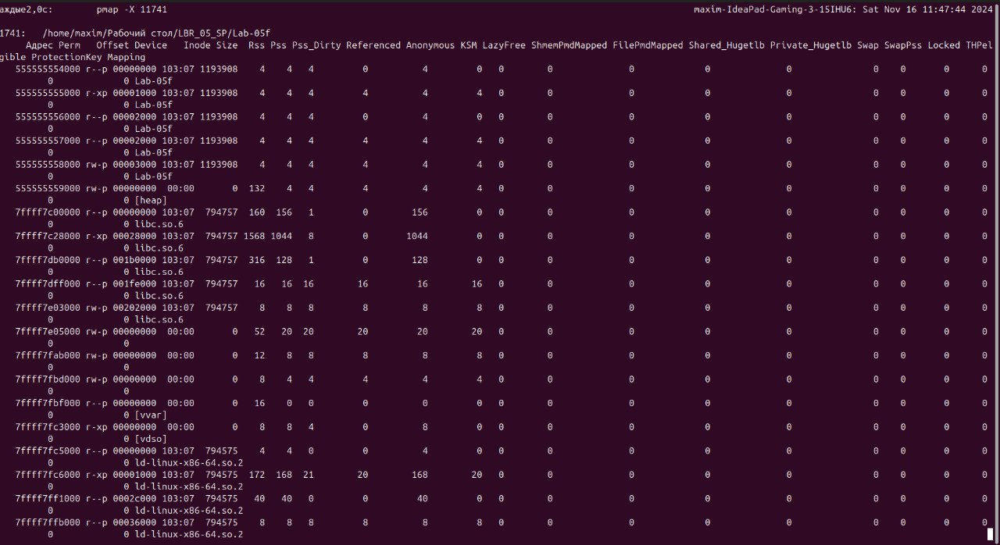 аждые2,0с: pmap -X 11741 maxim-IdeaPad-Gaming-3-15IHU6: Sat Nov 16 11:47:44 2024
1741: /home/maxim/Рабочий стол/LBR_05_SP/Lab-05f
Адрес Perm Offset Device Inode Size Rss Pss Pss_Dirty Referenced Anonymous KSM LazyFree ShmemPmdMapped FilePmdMapped Shared_Hugetlb Private_Hugetlb Swap SwapPss Locked THPel
gible ProtectionKey Mapping
555555554000 r--p 00000000 103:07 1193908 4 4 4 0 4 0 0 0 0 0 0 0 0 0 0
0 0 Lab-05f
555555555000 r-xp 00001000 103:07 1193908 4 4 4 4 4 4 0 0 0 0 0 0 0 0 0
0 0 Lab-05f
555555556000 r--p 00002000 103:07 1193908 4 4 4 0 4 0 0 0 0 0 0 0 0 0 0
0 0 Lab-05f
555555557000 r--p 00002000 103:07 1193908 4 4 4 4 4 4 0 0 0 0 0 0 0 0 0
0 0 Lab-05f
555555558000 rw-p 00003000 103:07 1193908 4 4 4 4 4 4 0 0 0 0 0 0 0 0 0
0 0 Lab-05f
555555559000 rw-p 00000000 00:00 0 132 4 4 4 4 4 0 0 0 0 0 0 0 0 0
0 0 [heap]
7ffff7c00000 r--p 00000000 103:07 794757 160 156 1 0 156 0 0 0 0 0 0 0 0 0 0
0 0 libc.so.6
7ffff7c28000 r-xp 00028000 103:07 794757 1568 1044 8 0 1044 0 0 0 0 0 0 0 0 0 0
0 0 libc.so.6
7ffff7db0000 r--p 001b0000 103:07 794757 316 128 1 0 128 0 0 0 0 0 0 0 0 0 0
0 0 libc.so.6
7ffff7dff000 r--p 001fe000 103:07 794757 16 16 16 16 16 16 0 0 0 0 0 0 0 0 0
0 0 libc.so.6
7ffff7e03000 rw-p 00202000 103:07 794757 8 8 8 8 8 8 0 0 0 0 0 0 0 0 0
0 0 libc.so.6
7ffff7e05000 rw-p 00000000 00:00 0 52 20 20 20 20 20 0 0 0 0 0 0 0 0 0
0 0
7ffff7fab000 rw-p 00000000 00:00 0 12 8 8 8 8 8 0 0 0 0 0 0 0 0 0
0 0
7ffff7fbd000 rw-p 00000000 00:00 0 8 4 4 4 4 4 0 0 0 0 0 0 0 0 0
0 0
7ffff7fbf000 r--p 00000000 00:00 0 16 0 0 0 0 0 0 0 0 0 0 0 0 0 0
0 0 [vvar]
7ffff7fc3000 r-xp 00000000 00:00 0 8 8 4 0 8 0 0 0 0 0 0 0 0 0 0
0 0 [vdso]
7ffff7fc5000 r--p 00000000 103:07 794575 4 4 0 0 4 0 0 0 0 0 0 0 0 0 0
0 0 ld-linux-x86-64.so.2
7ffff7fc6000 r-xp 00001000 103:07 794575 172 168 21 20 168 20 0 0 0 0 0 0 0 0 0
0 0 ld-linux-x86-64.so.2
7ffff7ff1000 r--p 0002c000 103:07 794575 40 40 0 0 40 0 0 0 0 0 0 0 0 0 0
0 0 ld-linux-x86-64.so.2
7ffff7ffb000 r--p 00036000 103:07 794575 8 8 8 8 8 8 0 0 0 0 0 0 0 0 0
0 0 ld-linux-x86-64.so.2